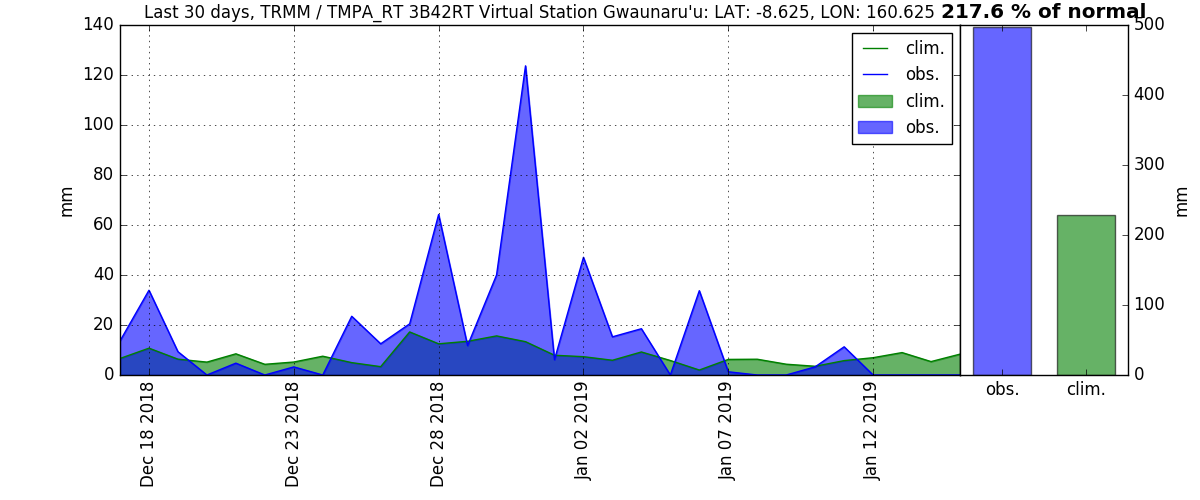 Last 30 days, TRMM / TMPA_RT 3B42RT Virtual Station Gwaunaru'u: LAT: -8.625, LON: 160.625 217.6 % of normal
140
120
100
80
60
40
20
0
mm
clim.
obs.
clim.
obs.
Dec 18 2018
Dec 23 2018
Dec 28 2018
Jan 02 2019
Jan 07 2019
Jan 12 2019
500
400
300
200
100
0
mm
obs.
clim.